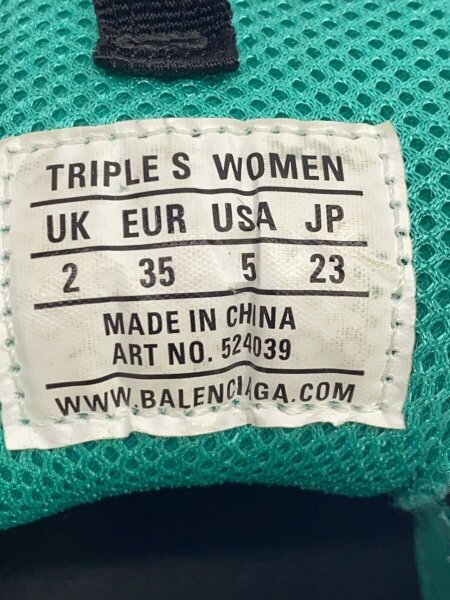 TRIPLE S WOMEN
UK EUR USA JP
2 35 5 23
MADE IN CHINA
ART NO. 524039
WWW.BALENCIAGA.COM